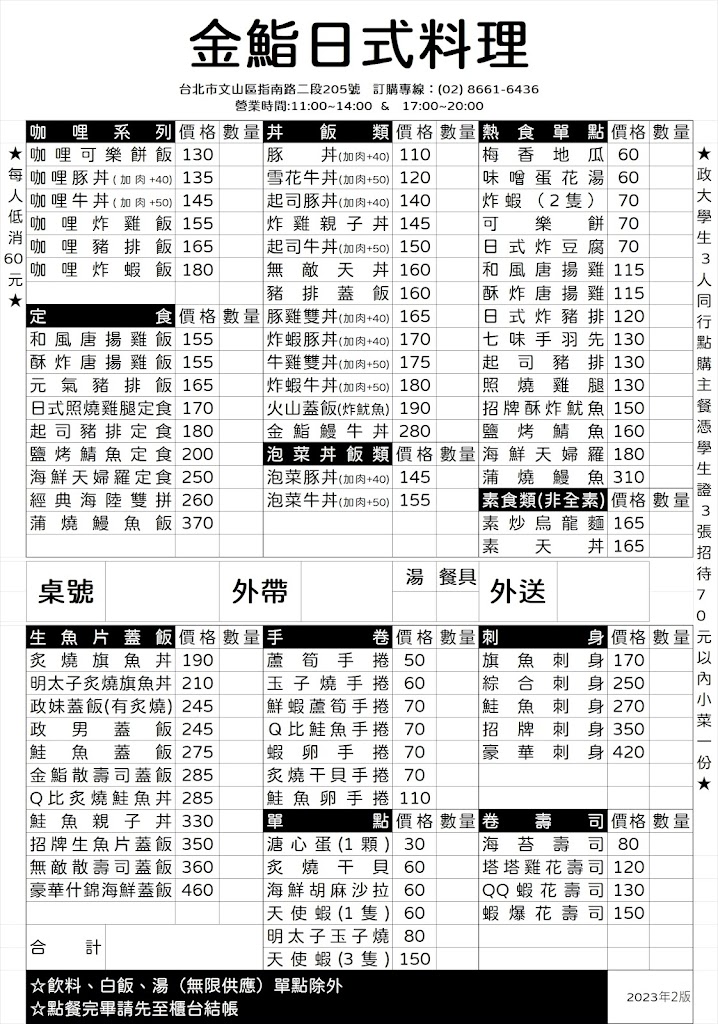 金鮨日式料理
台北市文山區指南路二段205號 訂購專線：(02) 8661-6436
營業時間:11:00~14:00 & 17:00~20:00
★每人低消60元★
咖哩系列 價格 數量
咖哩可樂餅飯 130
咖哩豚丼(加肉+40) 135
咖哩牛丼(加肉+50) 145
咖哩炸雞飯 155
咖哩豬排飯 165
咖哩炸蝦飯 180
定食 價格 數量
和風唐揚雞飯 155
酥炸唐揚雞飯 155
元氣豬排飯 165
日式照燒雞腿定食 170
起司豬排定食 180
鹽烤鯖魚定食 200
海鮮天婦羅定食 250
經典海陸雙拼 260
蒲燒鰻魚飯 370
丼飯類 價格 數量
豚丼(加肉+40) 110
雪花牛丼(加肉+50) 120
起司豚丼(加肉+40) 140
炸雞親子丼 145
起司牛丼(加肉+50) 150
無敵天丼 160
豬排蓋飯 160
豚雞雙丼(加肉+40) 165
炸蝦豚丼(加肉+40) 170
牛雞雙丼(加肉+50) 175
炸蝦牛丼(加肉+50) 180
火山蓋飯(炸魷魚) 190
金鮨鰻牛丼 280
泡菜丼飯類 價格 數量
泡菜豚丼(加肉+40) 145
泡菜牛丼(加肉+50) 155
熱食單點 價格 數量
梅香地瓜 60
味噌蛋花湯 60
炸蝦（2隻） 70
可樂餅 70
日式炸豆腐 70
和風唐揚雞 115
酥炸唐揚雞 115
日式炸豬排 120
七味手羽先 130
起司豬排 130
照燒雞腿 130
招牌酥炸魷魚 150
鹽烤鯖魚 160
海鮮天婦羅 180
蒲燒鰻魚 310
素食類(非全素) 價格 數量
素炒烏龍麵 165
素天丼 165
★政大學生3人同行點購主餐憑學生證3張招待70元以內小菜一份★
桌號 外帶 湯 餐具 外送
生魚片蓋飯 價格 數量
炙燒旗魚丼 190
明太子炙燒旗魚丼 210
政妹蓋飯(有炙燒) 245
政男蓋飯 245
鮭魚蓋飯 275
金鮨散壽司蓋飯 285
Q比炙燒鮭魚丼 285
鮭魚親子丼 330
招牌生魚片蓋飯 350
無敵散壽司蓋飯 360
豪華什錦海鮮蓋飯 460
合計
手卷 價格 數量
蘆筍手捲 50
玉子燒手捲 60
鮮蝦蘆筍手捲 70
Q比鮭魚手捲 70
蝦卵手捲 70
炙燒干貝手捲 70
鮭魚卵手捲 110
單點 價格 數量
溏心蛋(1顆) 30
炙燒干貝 60
海鮮胡麻沙拉 60
天使蝦(1隻) 60
明太子玉子燒 80
天使蝦(3隻) 150
刺身 價格 數量
旗魚刺身 170
綜合刺身 250
鮭魚刺身 270
招牌刺身 350
豪華刺身 420
卷壽司 價格 數量
海苔壽司 80
塔塔雞花壽司 120
QQ蝦花壽司 130
蝦爆花壽司 150
☆飲料、白飯、湯（無限供應）單點除外
☆點餐完畢請先至櫃台結帳
2023年2版